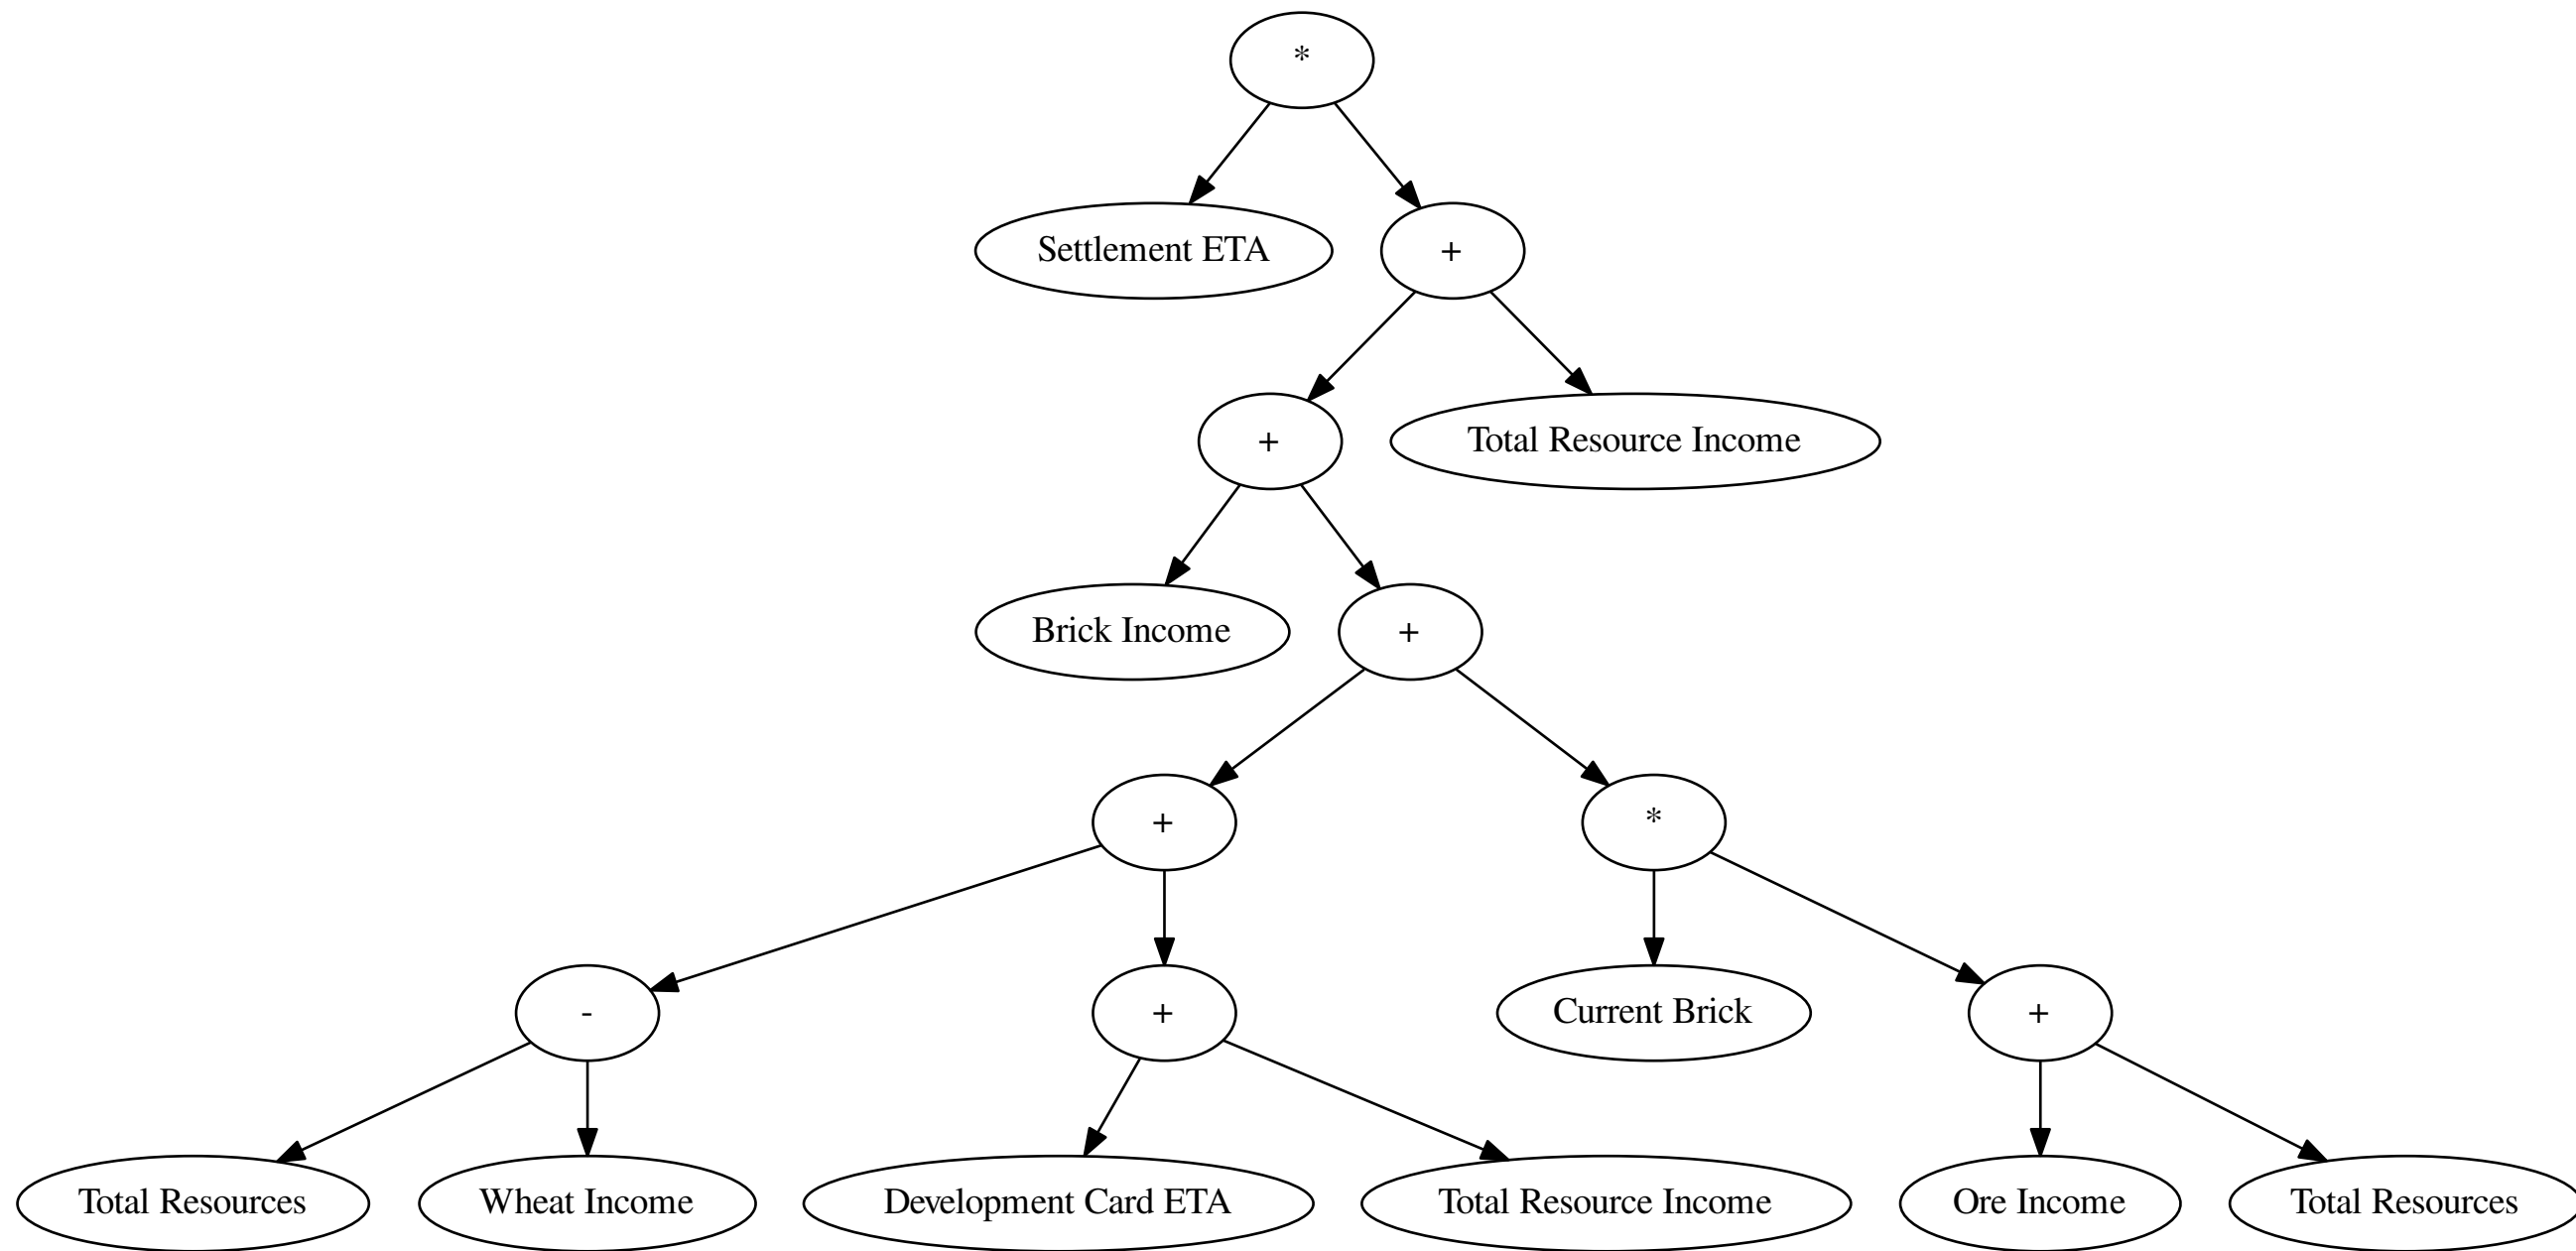 *
Settlement ETA
+
+
Total Resource Income
Brick Income
+
+
*
-
+
Current Brick
+
Total Resources
Wheat Income
Development Card ETA
Total Resource Income
Ore Income
Total Resources